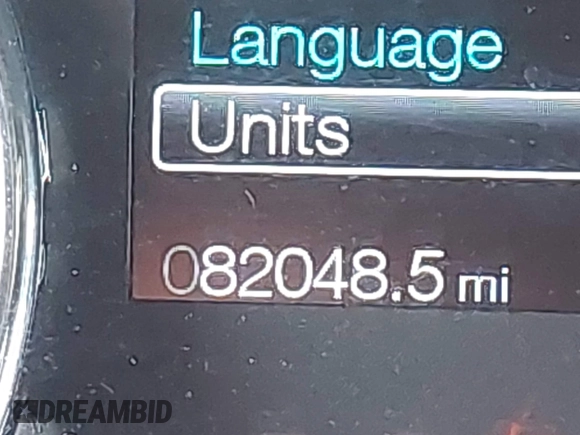 Language
Units
082048.5 mi
DREAMBID